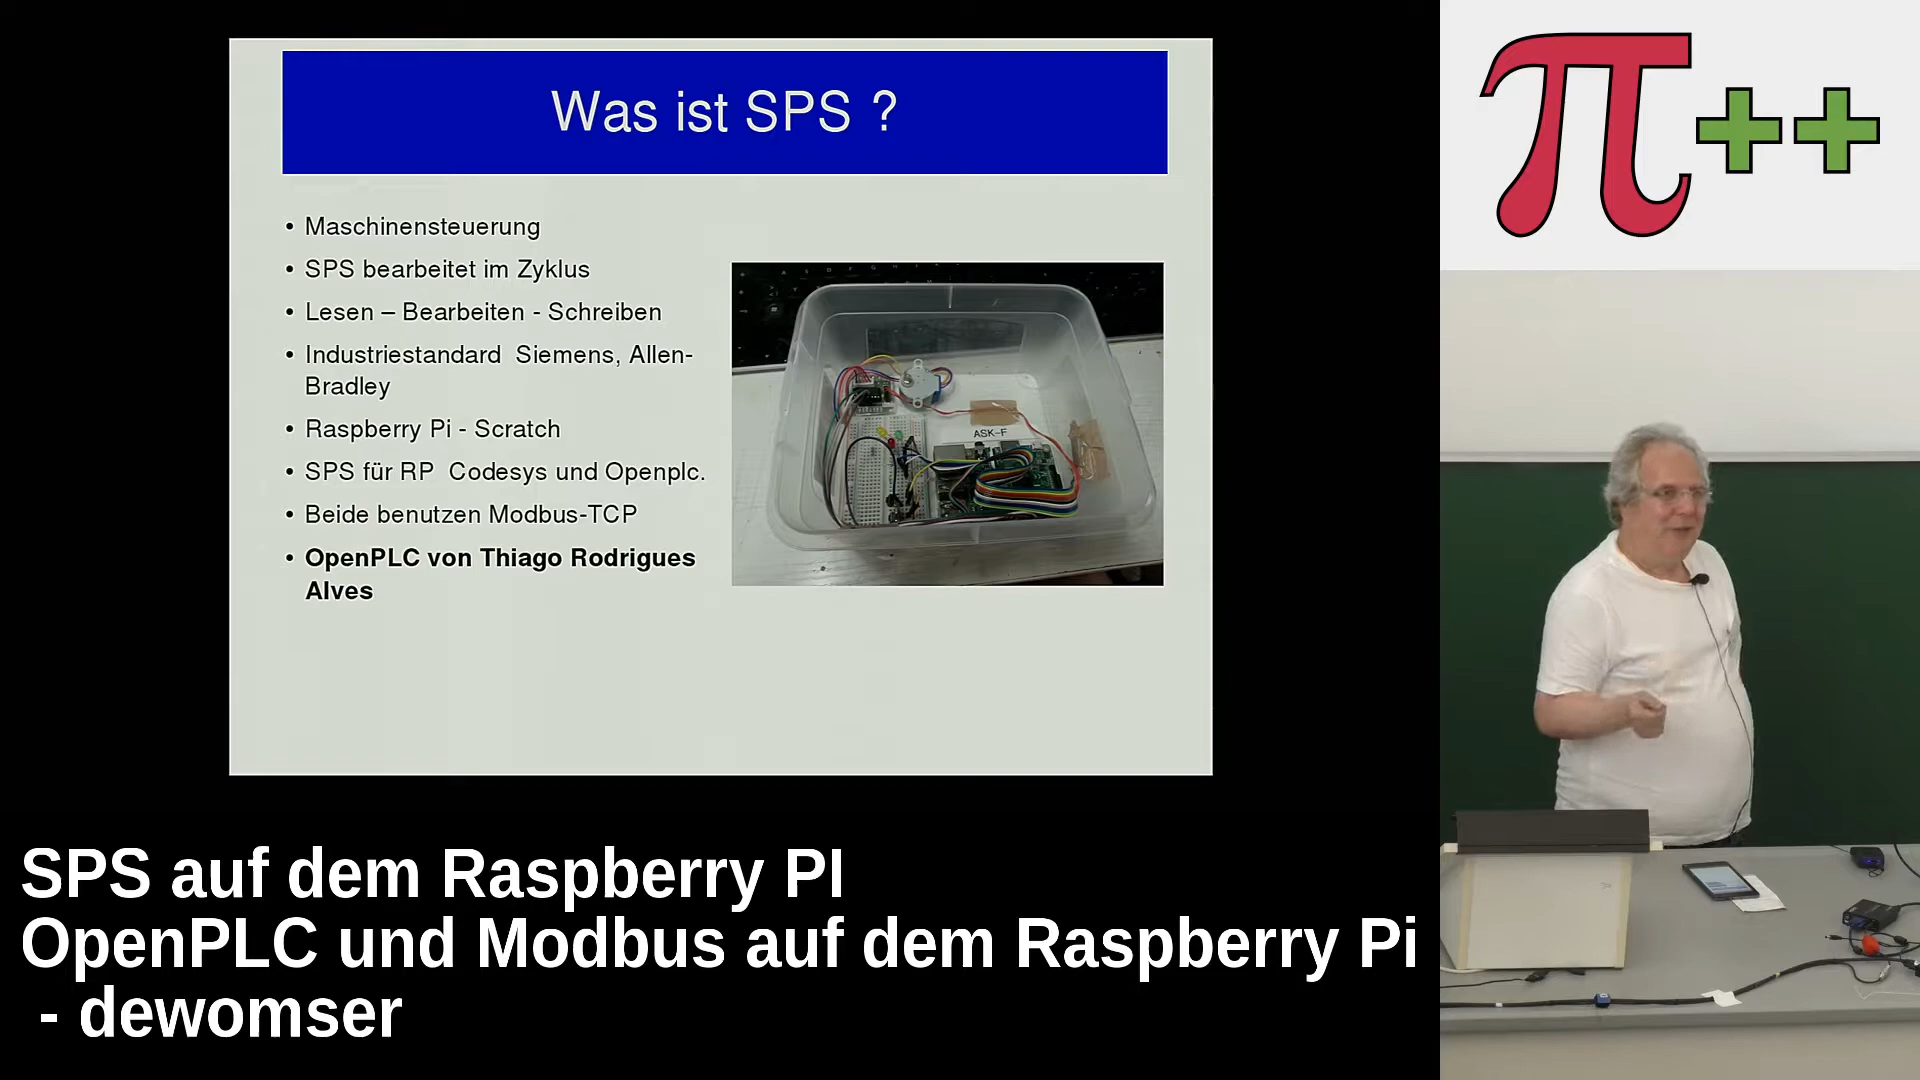 Was ist SPS ?
• Maschinensteuerung
• SPS bearbeitet im Zyklus
• Lesen – Bearbeiten - Schreiben
• Industriestandard  Siemens, Allen-
Bradley
• Raspberry Pi - Scratch
• SPS für RP  Codesys und Openplc.
• Beide benutzen Modbus-TCP
• OpenPLC von Thiago Rodrigues
Alves
ASK-F
π++
SPS auf dem Raspberry PI
OpenPLC und Modbus auf dem Raspberry Pi
- dewomser